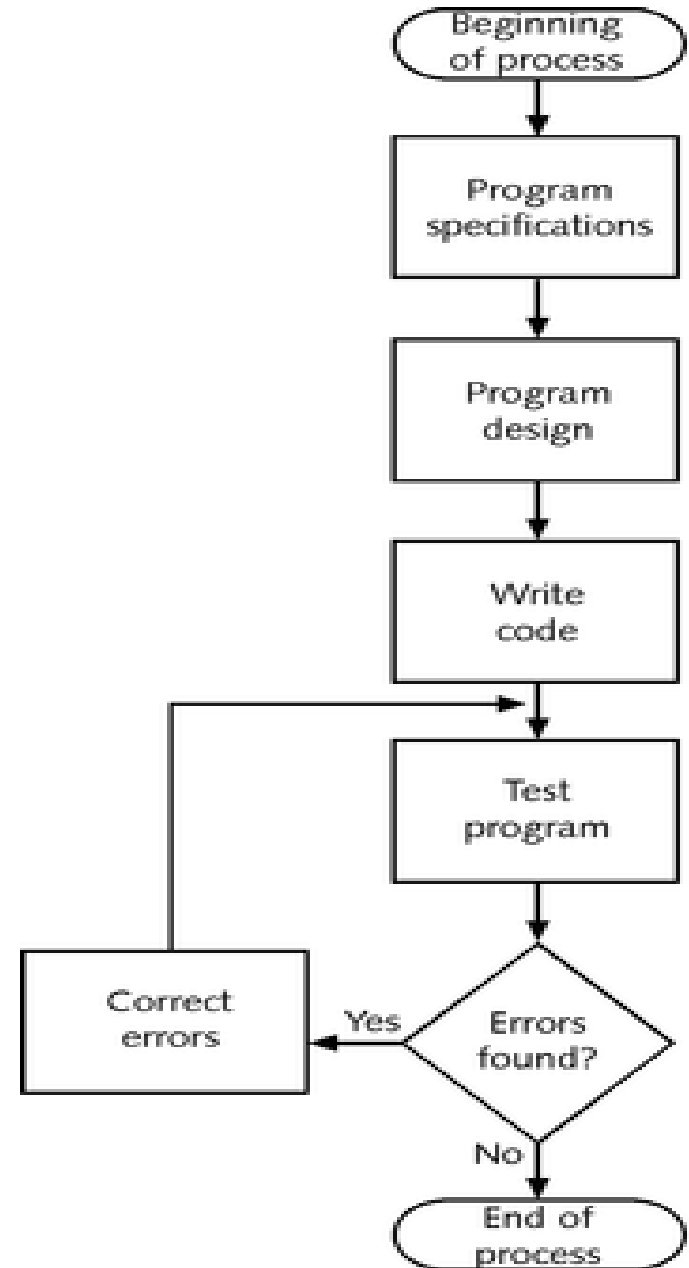 Beginning
of process
Program
specifications
Program
design
Write
code
Test
program
Correct
errors
Yes
Errors
found?
No
End of
process